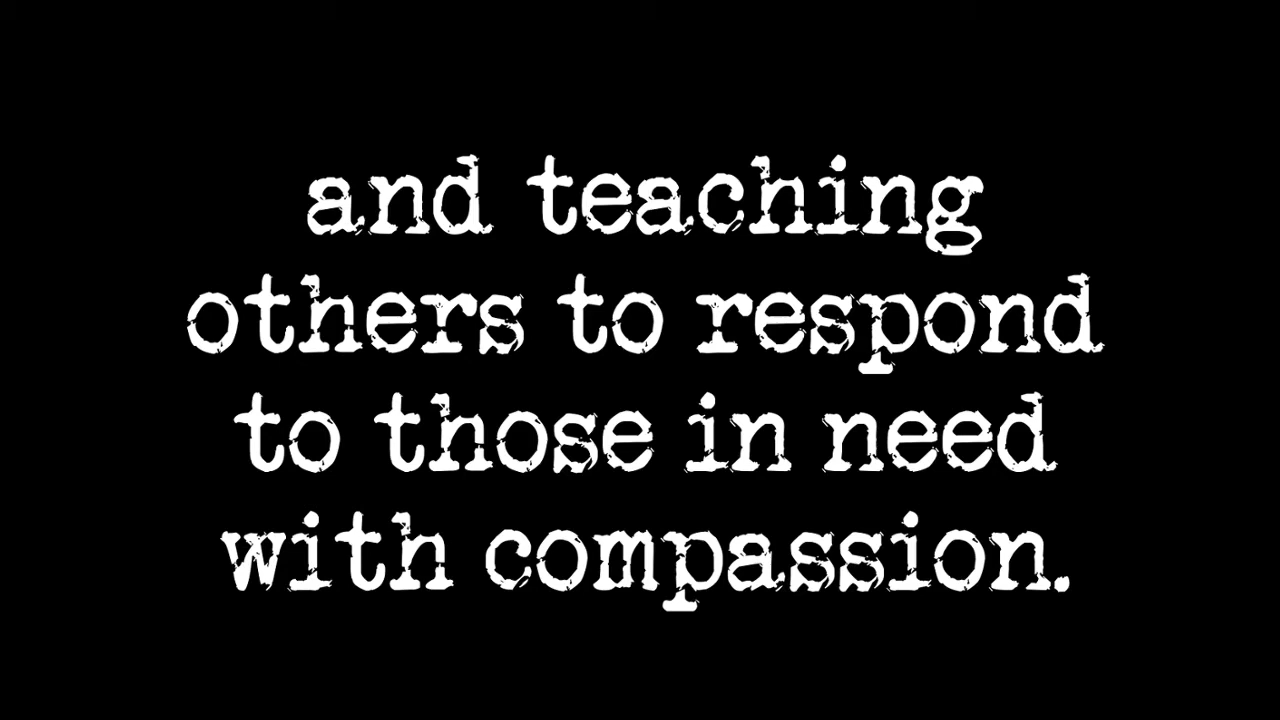 and teaching
others to respond
to those in need
with compassion.